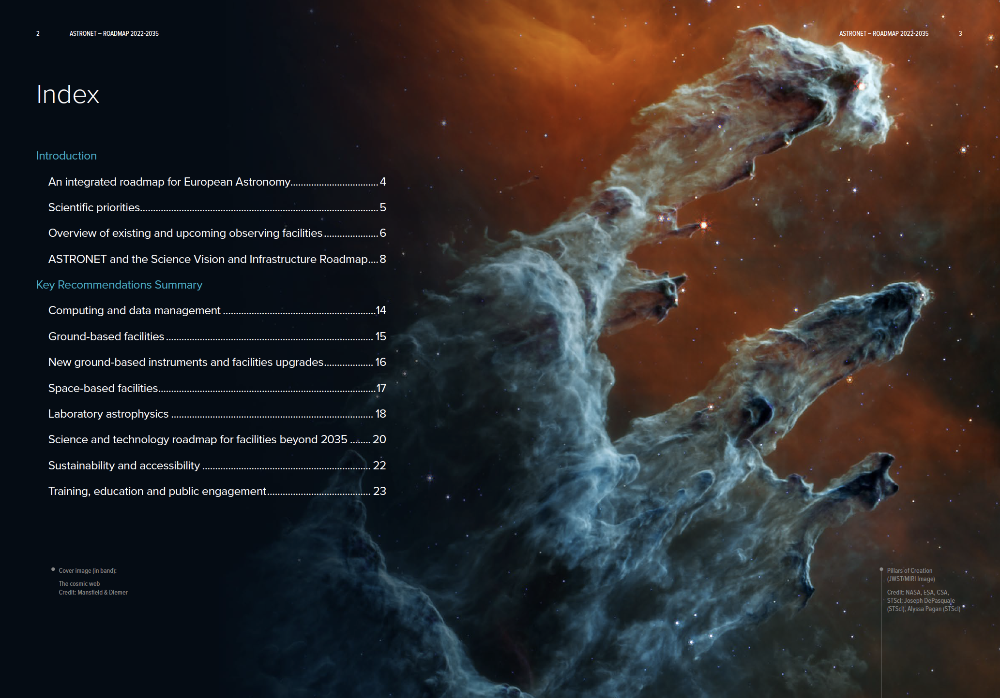 2 ASTRONET – ROADMAP 2022-2035
ASTRONET – ROADMAP 2022-2035 3
Index
Introduction
An integrated roadmap for European Astronomy..................................4
Scientific priorities............................................................................................5
Overview of existing and upcoming observing facilities.....................6
ASTRONET and the Science Vision and Infrastructure Roadmap....8
Key Recommendations Summary
Computing and data management ...........................................................14
Ground-based facilities ................................................................................ 15
New ground-based instruments and facilities upgrades................... 16
Space-based facilities....................................................................................17
Laboratory astrophysics .............................................................................. 18
Science and technology roadmap for facilities beyond 2035 ........ 20
Sustainability and accessibility ................................................................. 22
Training, education and public engagement........................................ 23
Cover image (in band):
The cosmic web
Credit: Mansfield & Diemer
Pillars of Creation
(JWST/MIRI Image)
Credit: NASA, ESA, CSA,
STScI; Joseph DePasquale
(STScI), Alyssa Pagan (STScI)